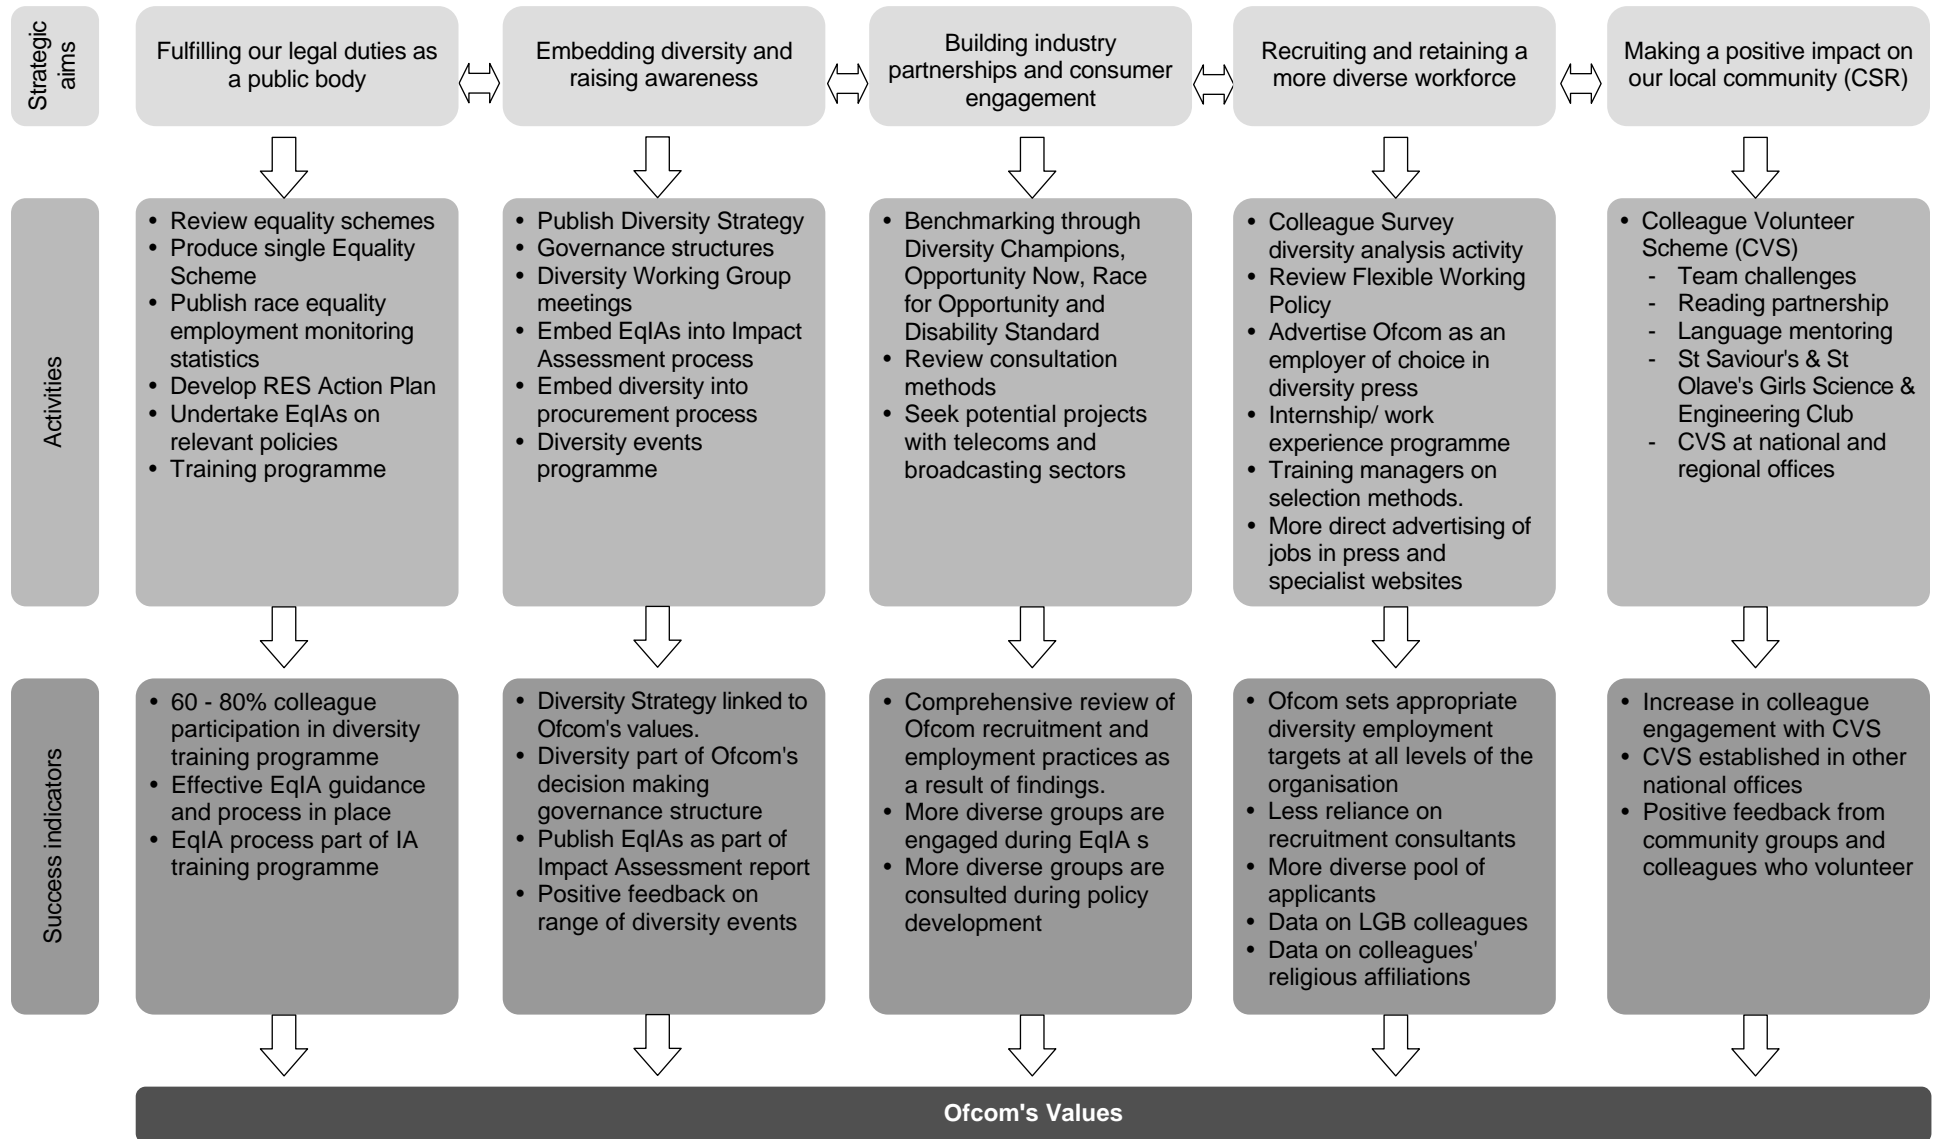 Strategic
aims
Fulfilling our legal duties as
a public body
Embedding diversity and
raising awareness
Building industry
partnerships and consumer
engagement
Recruiting and retaining a
more diverse workforce
Making a positive impact on
our local community (CSR)
Activities
• Review equality schemes
• Produce single Equality
Scheme
• Publish race equality
employment monitoring
statistics
• Develop RES Action Plan
• Undertake EqIAs on
relevant policies
• Training programme
• Publish Diversity Strategy
• Governance structures
• Diversity Working Group
meetings
• Embed EqIAs into Impact
Assessment process
• Embed diversity into
procurement process
• Diversity events
programme
• Benchmarking through
Diversity Champions,
Opportunity Now, Race
for Opportunity and
Disability Standard
• Review consultation
methods
• Seek potential projects
with telecoms and
broadcasting sectors
• Colleague Survey
diversity analysis activity
• Review Flexible Working
Policy
• Advertise Ofcom as an
employer of choice in
diversity press
• Internship/ work
experience programme
• Training managers on
selection methods.
• More direct advertising of
jobs in press and
specialist websites
• Colleague Volunteer
Scheme (CVS)
- Team challenges
- Reading partnership
- Language mentoring
- St Saviour's & St
Olave's Girls Science &
Engineering Club
- CVS at national and
regional offices
Success indicators
• 60 - 80% colleague
participation in diversity
training programme
• Effective EqIA guidance
and process in place
• EqIA process part of IA
training programme
• Diversity Strategy linked to
Ofcom's values.
• Diversity part of Ofcom's
decision making
governance structure
• Publish EqIAs as part of
Impact Assessment report
• Positive feedback on
range of diversity events
• Comprehensive review of
Ofcom recruitment and
employment practices as
a result of findings.
• More diverse groups are
engaged during EqIA s
• More diverse groups are
consulted during policy
development
• Ofcom sets appropriate
diversity employment
targets at all levels of the
organisation
• Less reliance on
recruitment consultants
• More diverse pool of
applicants
• Data on LGB colleagues
• Data on colleagues'
religious affiliations
• Increase in colleague
engagement with CVS
• CVS established in other
national offices
• Positive feedback from
community groups and
colleagues who volunteer
Ofcom's Values